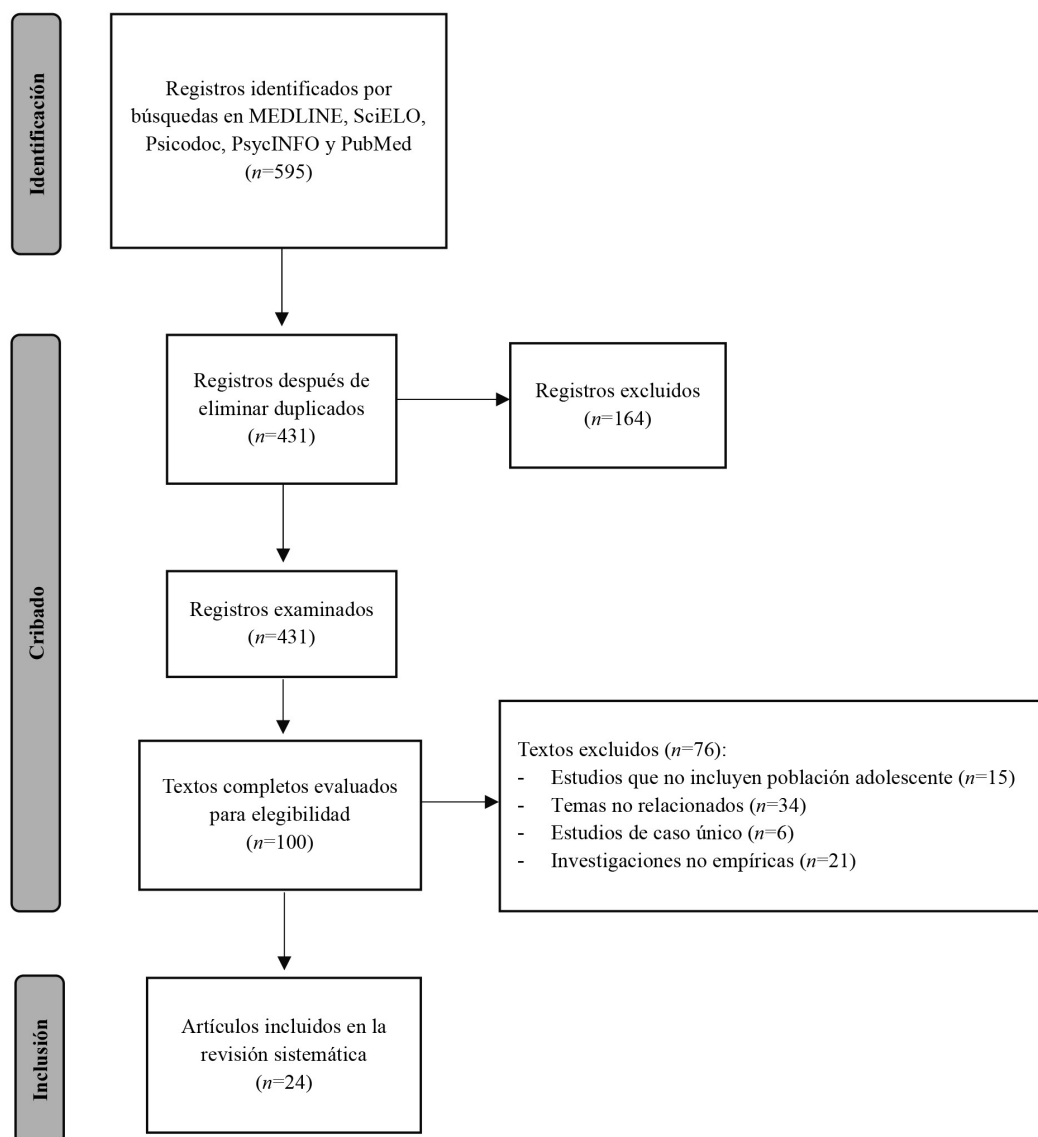 Identificación
Registros identificados por
búsquedas en MEDLINE, SciELO,
Psicodoc, PsycINFO y PubMed
(n=595)
Cribado
Registros después de
eliminar duplicados
(n=431)
Registros excluidos
(n=164)
Registros examinados
(n=431)
Textos completos evaluados
para elegibilidad
(n=100)
Textos excluidos (n=76):
- Estudios que no incluyen población adolescente (n=15)
- Temas no relacionados (n=34)
- Estudios de caso único (n=6)
- Investigaciones no empíricas (n=21)
Inclusión
Artículos incluidos en la
revisión sistemática
(n=24)